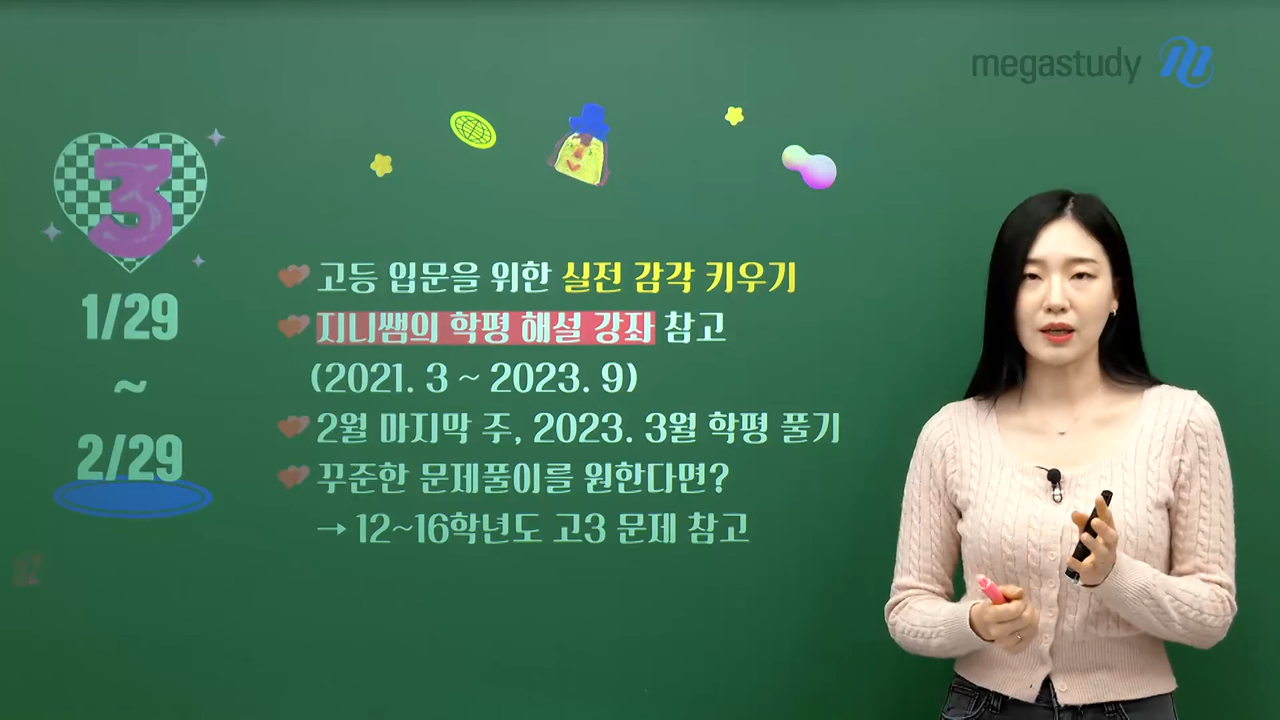 megastudy
3
1/29
~
2/29
고등 입문을 위한 실전 감각 키우기
지니쌤의 학평 해설 강좌 참고
(2021. 3 ~ 2023. 9)
2월 마지막 주, 2023. 3월 학평 풀기
꾸준한 문제풀이를 원한다면?
→ 12~16학년도 고3 문제 참고